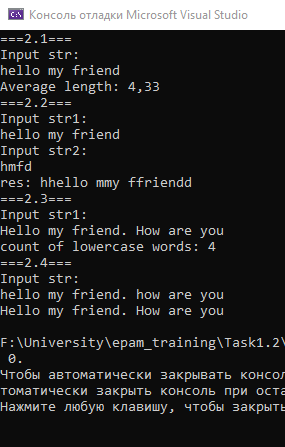 Консоль отладки Microsoft Visual Studio
===2.1===
Input str:
hello my friend
Average length: 4,33
===2.2===
Input str1:
hello my friend
Input str2:
hmfd
res: hhello mmy ffriendd
===2.3===
Input str1:
Hello my friend. How are you
count of lowercase words: 4
===2.4===
Input str:
hello my friend. how are you
Hello my friend. How are you
F:\University\epam_training\Task1.2\
0.
Чтобы автоматически закрывать консол
томатически закрыть консоль при оста
Нажмите любую клавишу, чтобы закрыть